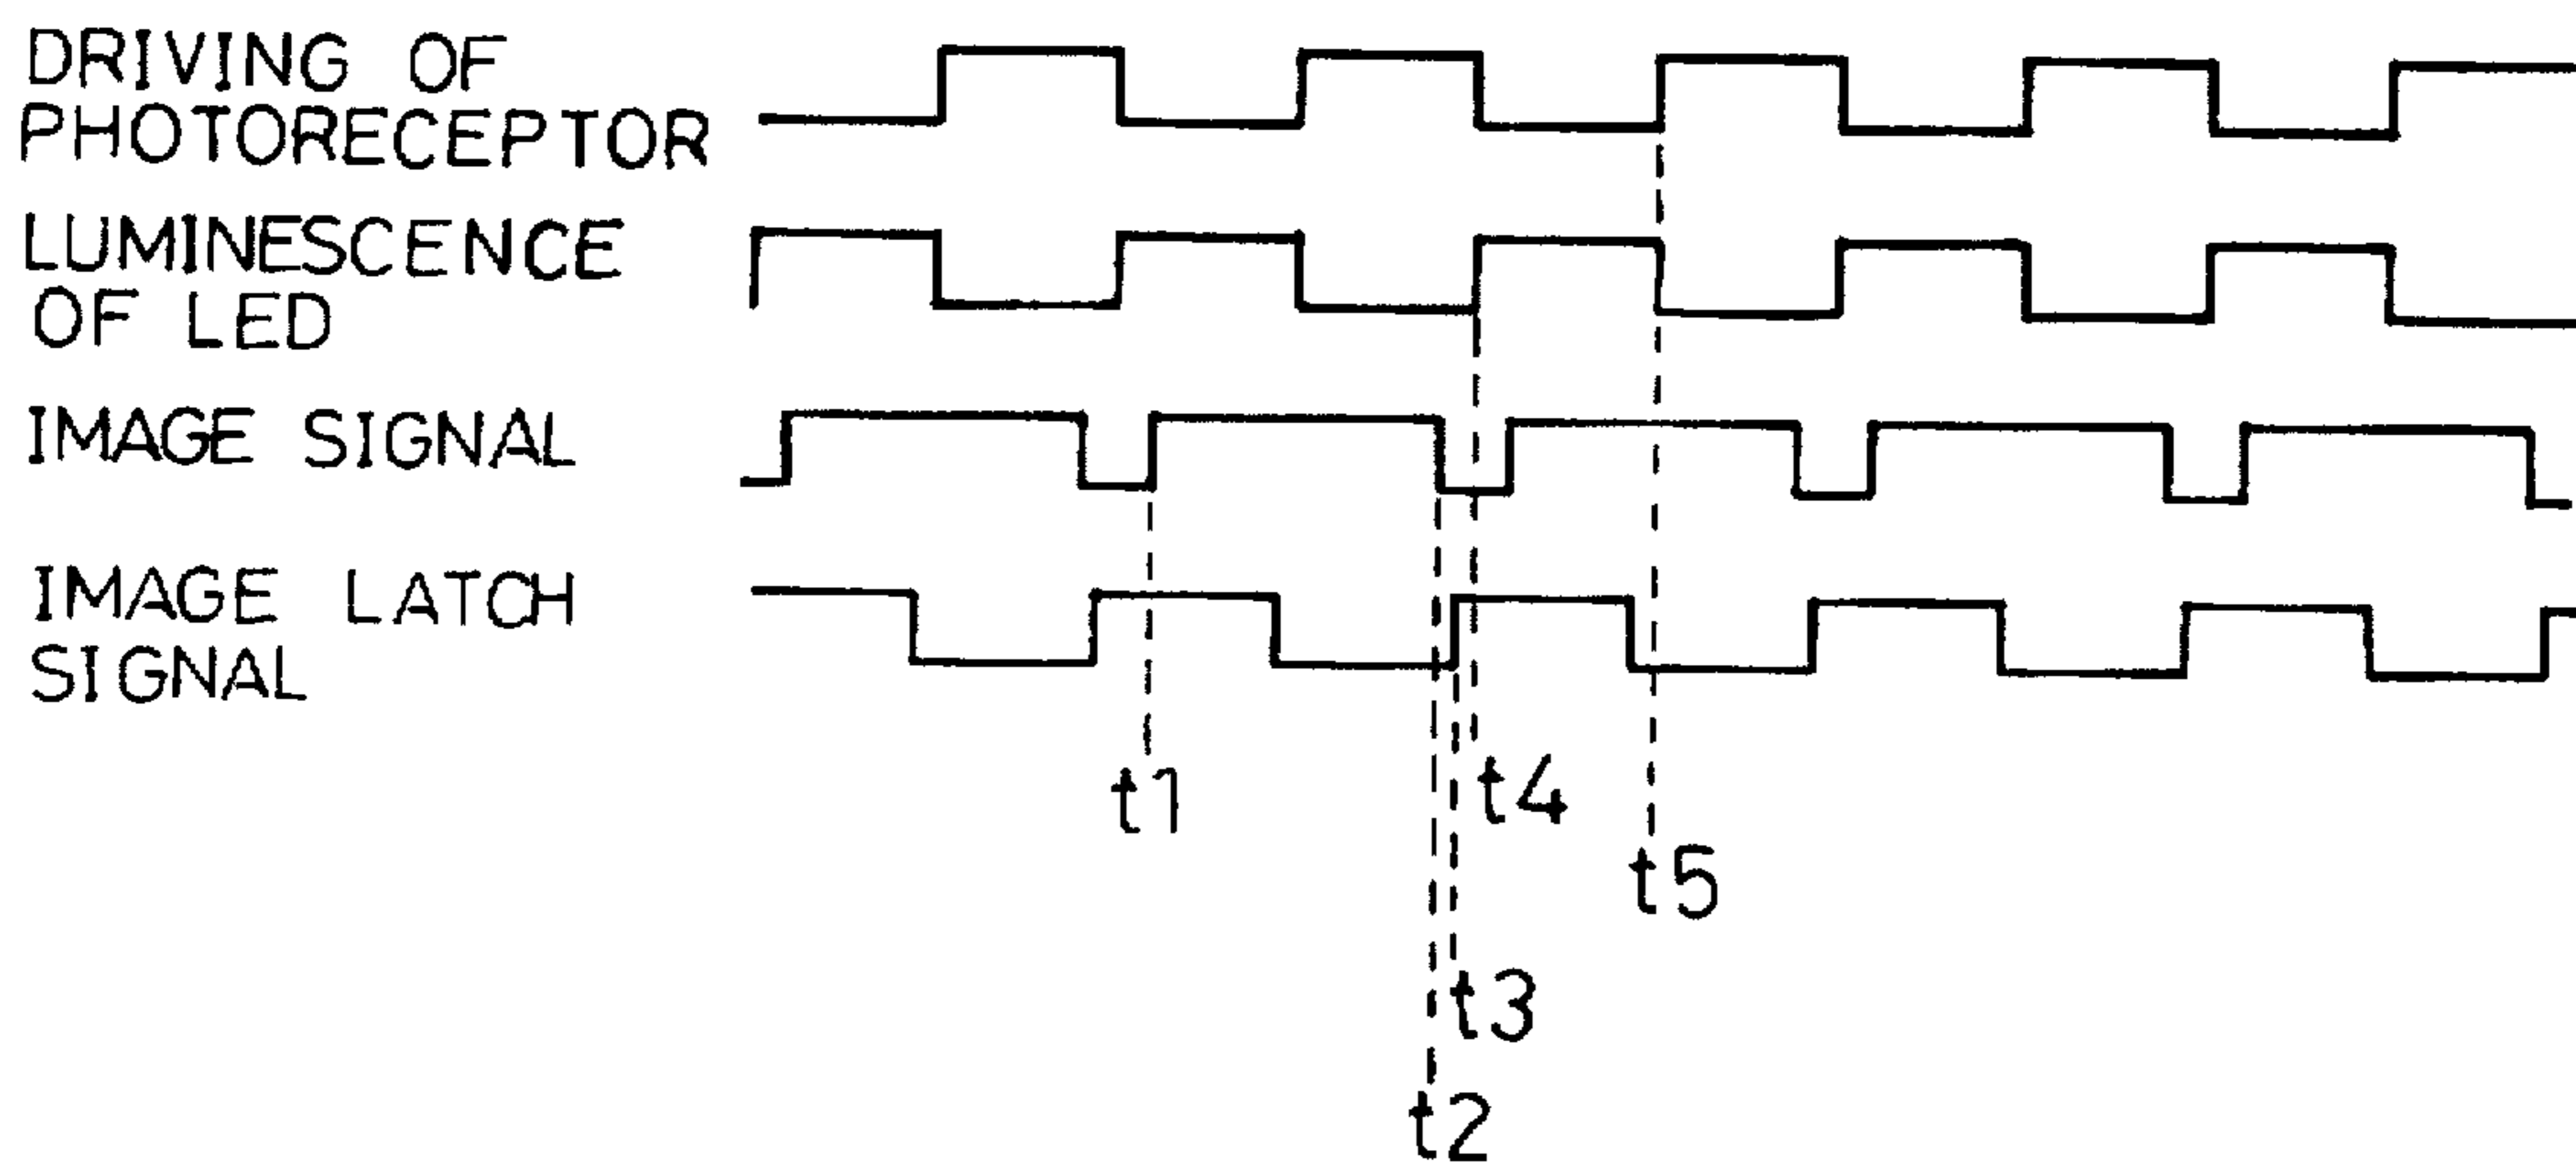 DRIVING OF
PHOTORECEPTOR
LUMINESCENCE
OF LED
IMAGE SIGNAL
IMAGE LATCH
SIGNAL
t1
t4
t5
t3
t2